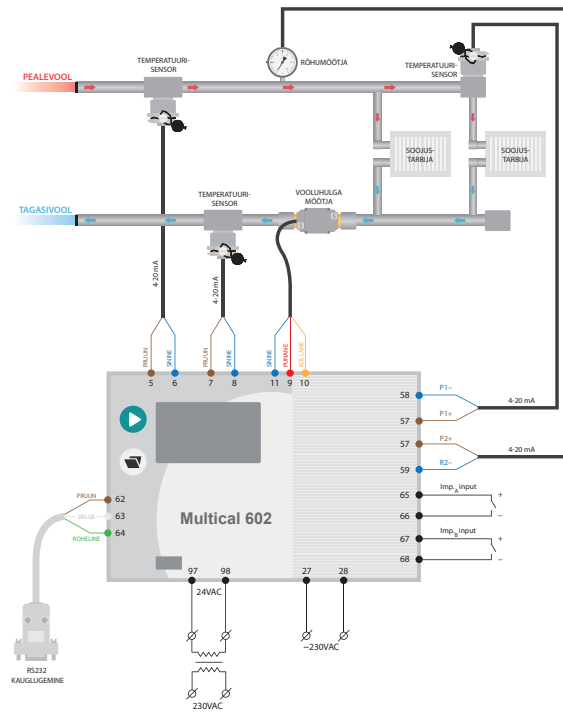 TEMPERATUURI-
SENSOR
RÕHUMÕÕTJA
TEMPERATUURI-
SENSOR
PEALEVOOL
SOOJUS-
TARBIJA
SOOJUS-
TARBIJA
TEMPERATUURI-
SENSOR
VOOLUHULGA
MÕÕTJA
TAGASIVOOL
4-20 mA
4-20 mA
PRUUN
SININE
PRUUN
SININE
SININE
PUNANE
KOLLANE
5
6
7
8
11
9
10
58
P1−
57
P1+
4-20 mA
57
P2+
59
R2−
4-20 mA
65
Imp.A input
+
66
−
67
Imp.B input
+
68
−
PRUUN
62
VALGE
63
ROHELINE
64
Multical 602
97
98
24VAC
27
28
~230VAC
230VAC
RS232
KAUGLUGEMINE